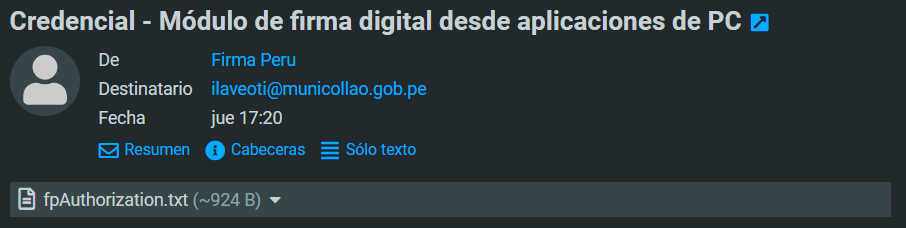 Credencial - Módulo de firma digital desde aplicaciones de PC
De Firma Peru
Destinatario ilaveoti@municollao.gob.pe
Fecha jue 17:20
Resumen Cabeceras Sólo texto
fpAuthorization.txt (~924 B)